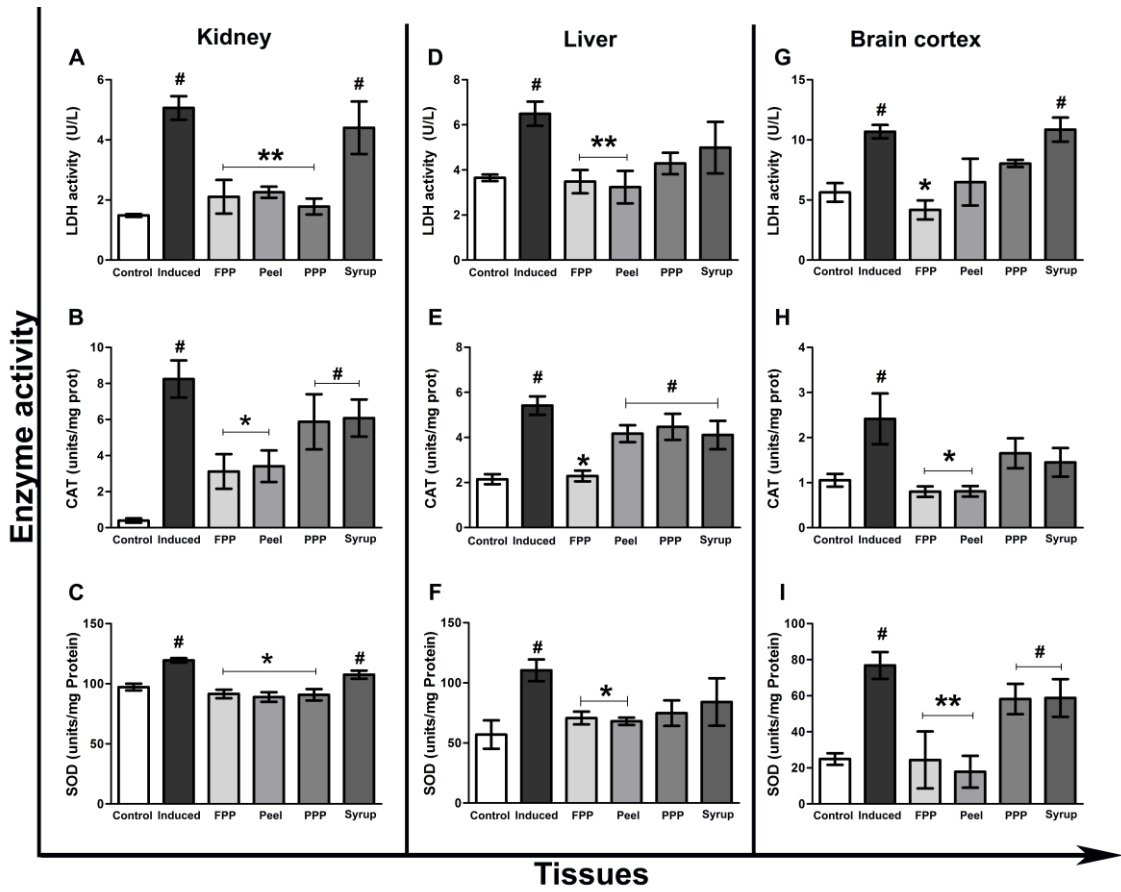 Kidney
Liver
Brain cortex
Enzyme activity
A
LDH activity (U/L)
6
4
2
0
#
**
#
Control Induced FPP Peel PPP Syrup
D
LDH activity (U/L)
8
6
4
2
0
#
**
Control Induced FPP Peel PPP Syrup
G
LDH activity (U/L)
15
10
5
0
#
*
#
Control Induced FPP Peel PPP Syrup
B
CAT (units/mg prot)
10
8
6
4
2
0
#
*
#
Control Induced FPP Peel PPP Syrup
E
CAT (units/mg prot)
8
6
4
2
0
#
*
#
Control Induced FPP Peel PPP Syrup
H
CAT (units/mg prot)
4
3
2
1
0
#
*
Control Induced FPP Peel PPP Syrup
C
SOD (units/mg Protein)
150
100
50
0
#
*
#
Control Induced FPP Peel PPP Syrup
F
SOD (units/mg Protein)
150
100
50
0
#
*
Control Induced FPP Peel PPP Syrup
I
SOD (units/mg Protein)
100
80
60
40
20
0
#
**
#
Control Induced FPP Peel PPP Syrup
Tissues